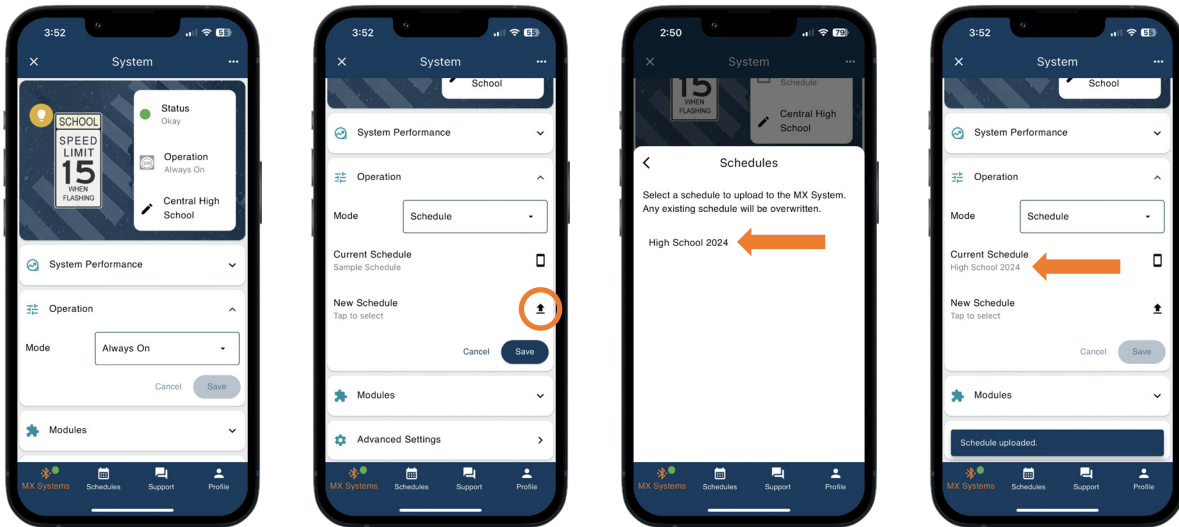 3:52
55
System
SCHOOL
SPEED
LIMIT
15
WHEN
FLASHING
Status
Okay
Operation
Always On
Central High
School
System Performance
Operation
Mode
Always On
Cancel
Save
Modules
MX Systems
Schedules
Support
Profile
3:52
55
System
School
System Performance
Operation
Mode
Schedule
Current Schedule
Sample Schedule
New Schedule
Tap to select
Cancel
Save
Modules
Advanced Settings
MX Systems
Schedules
Support
Profile
2:50
79
System
15
WHEN
FLASHING
Schedule
Central High
School
Schedules
Select a schedule to upload to the MX System.
Any existing schedule will be overwritten.
High School 2024
MX Systems
Schedules
Support
Profile
3:52
55
System
School
System Performance
Operation
Mode
Schedule
Current Schedule
High School 2024
New Schedule
Tap to select
Cancel
Save
Modules
Schedule uploaded.
MX Systems
Schedules
Support
Profile